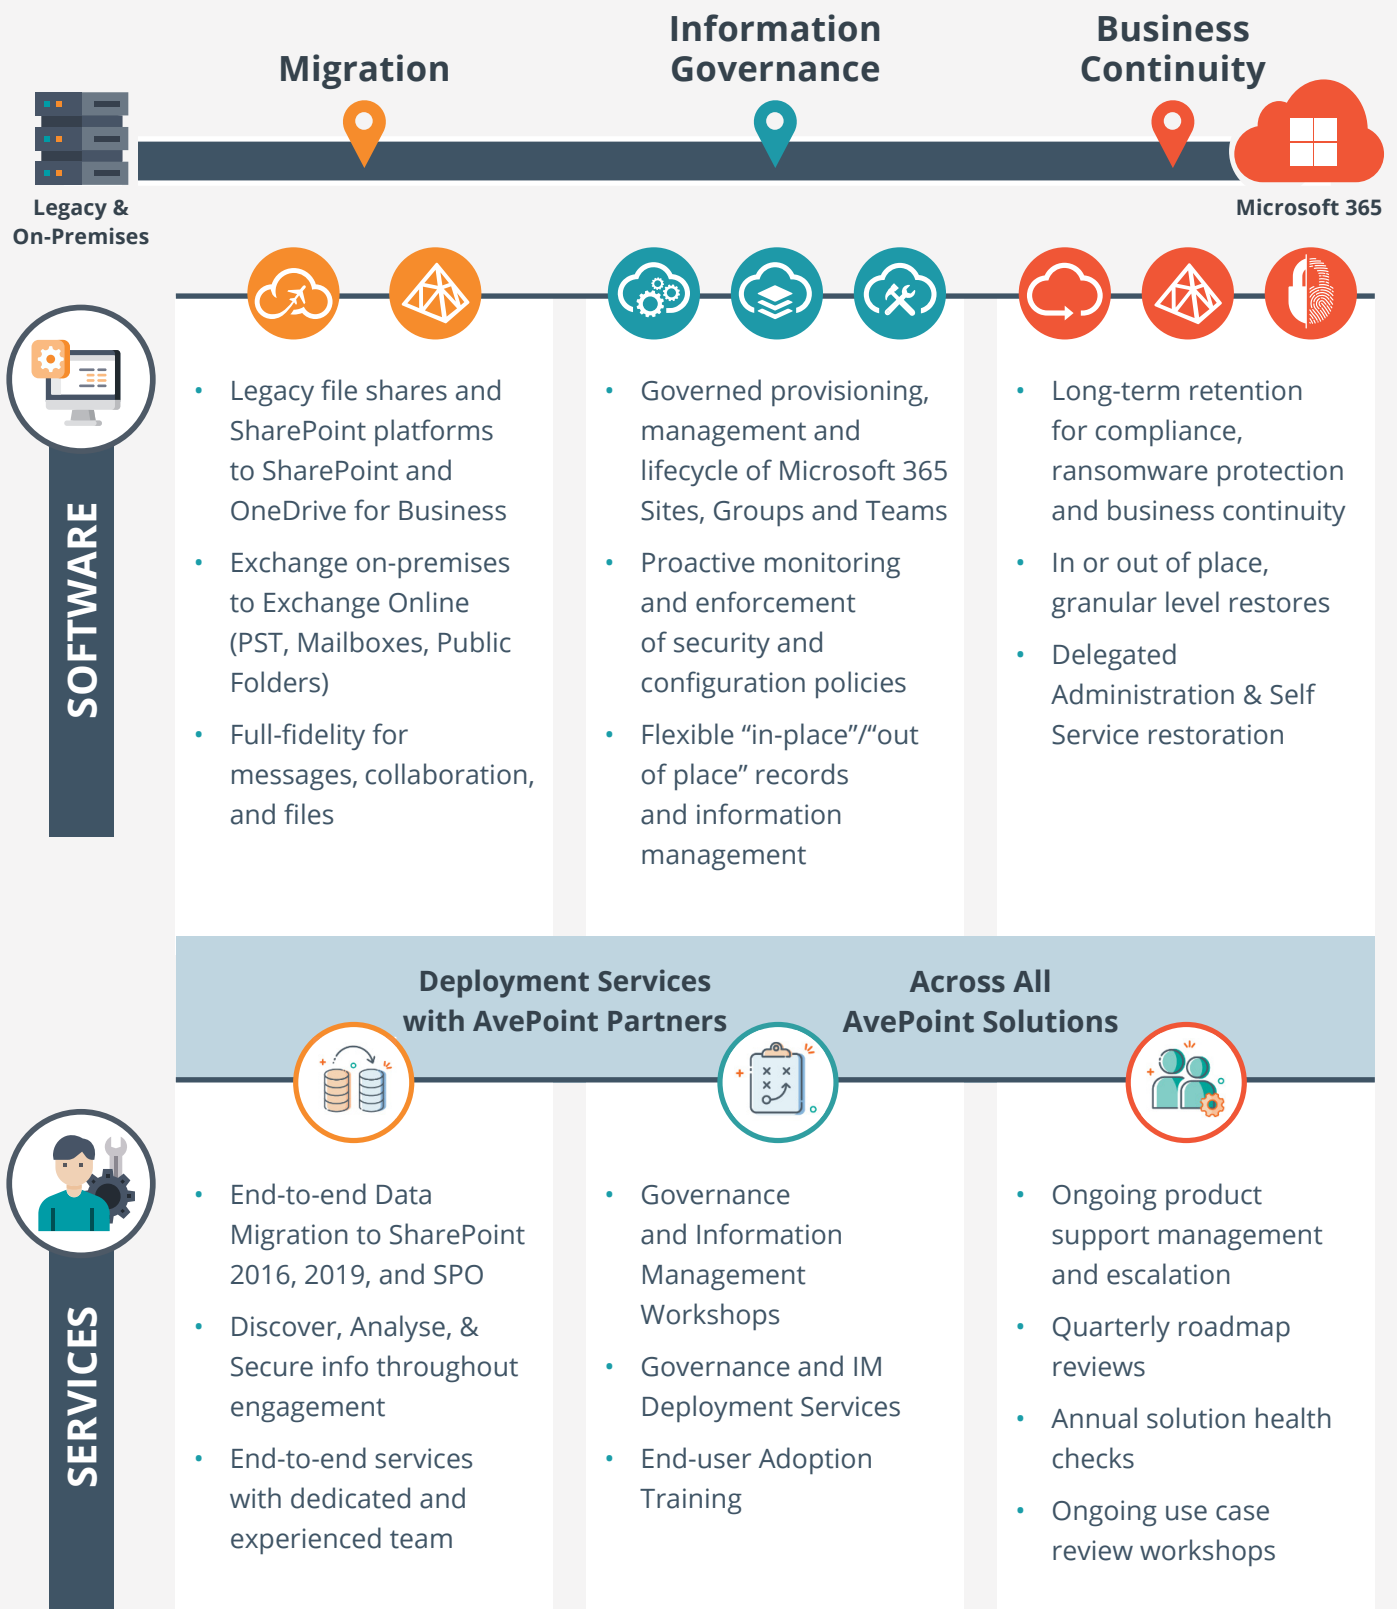 Migration
Information
Governance
Business
Continuity
Legacy &
On-Premises
Microsoft 365
SOFTWARE
• Legacy file shares and
SharePoint platforms
to SharePoint and
OneDrive for Business
• Exchange on-premises
to Exchange Online
(PST, Mailboxes, Public
Folders)
• Full-fidelity for
messages, collaboration,
and files
• Governed provisioning,
management and
lifecycle of Microsoft 365
Sites, Groups and Teams
• Proactive monitoring
and enforcement
of security and
configuration policies
• Flexible “in-place”/“out
of place” records
and information
management
• Long-term retention
for compliance,
ransomware protection
and business continuity
• In or out of place,
granular level restores
• Delegated
Administration & Self
Service restoration
Deployment Services
with AvePoint Partners
Across All
AvePoint Solutions
SERVICES
• End-to-end Data
Migration to SharePoint
2016, 2019, and SPO
• Discover, Analyse, &
Secure info throughout
engagement
• End-to-end services
with dedicated and
experienced team
• Governance
and Information
Management
Workshops
• Governance and IM
Deployment Services
• End-user Adoption
Training
• Ongoing product
support management
and escalation
• Quarterly roadmap
reviews
• Annual solution health
checks
• Ongoing use case
review workshops